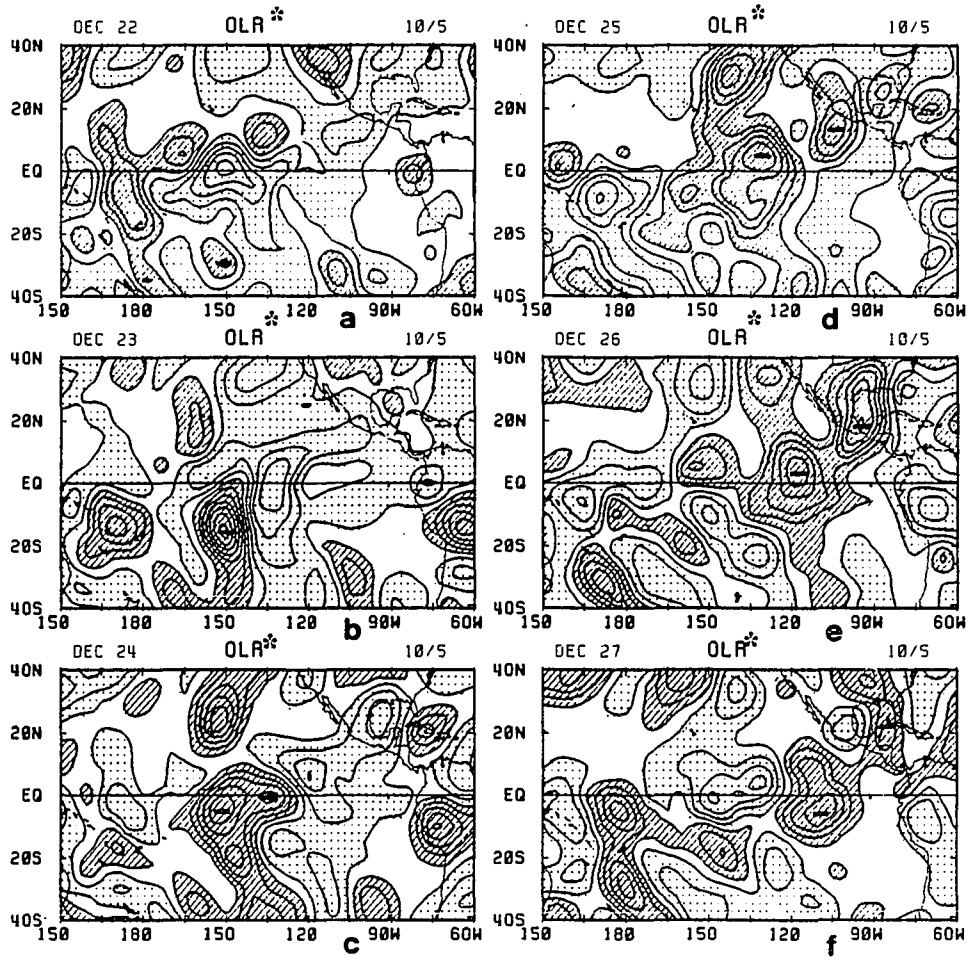 DEC 22 OLR* 10/5
40N
20N
EQ
20S
40S
150 180 150 120 90W 60W
a
DEC 23 OLR* 10/5
40N
20N
EQ
20S
40S
150 180 150 120 90W 60W
b
DEC 24 OLR* 10/5
40N
20N
EQ
20S
40S
150 180 150 120 90W 60W
c
DEC 25 OLR* 10/5
40N
20N
EQ
20S
40S
150 180 150 120 90W 60W
d
DEC 26 OLR* 10/5
40N
20N
EQ
20S
40S
150 180 150 120 90W 60W
e
DEC 27 OLR* 10/5
40N
20N
EQ
20S
40S
150 180 150 120 90W 60W
f